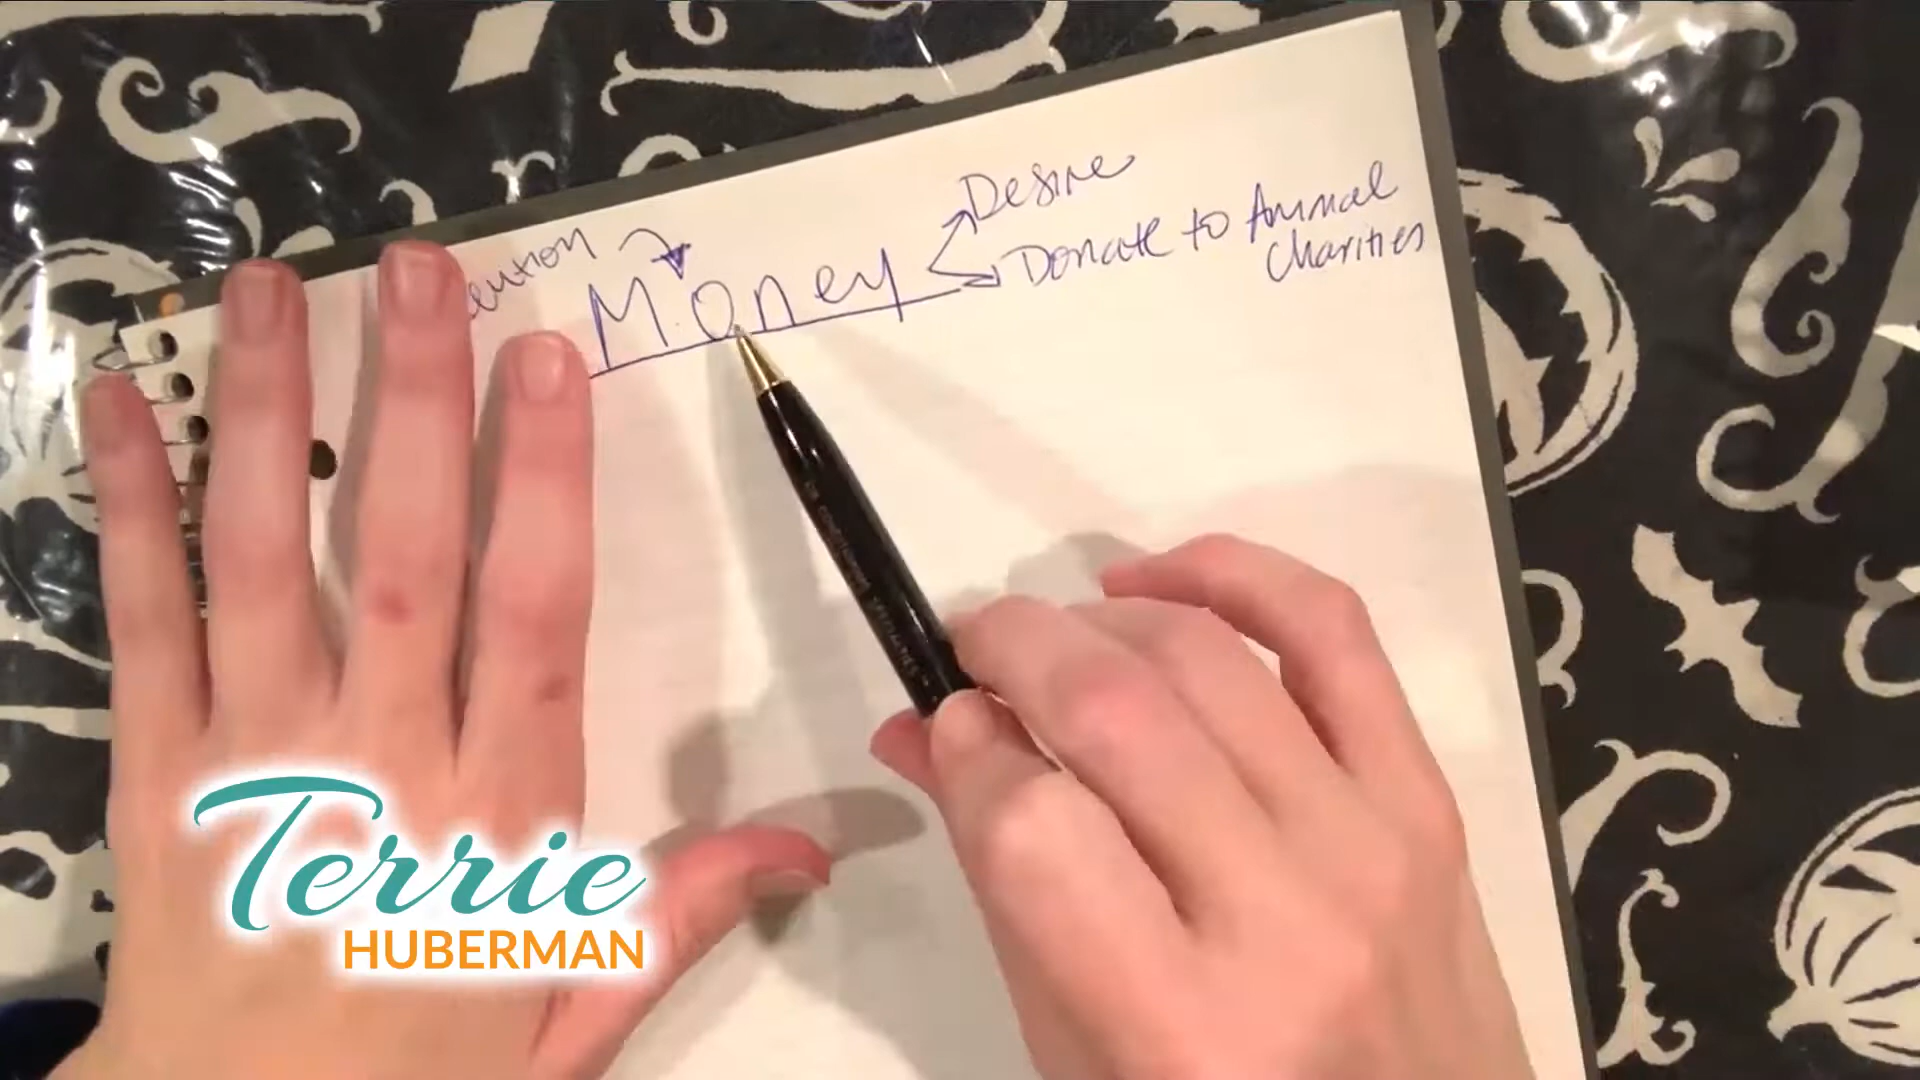 Desire
Money
Donate to Animal
Charities
Terrie
HUBERMAN